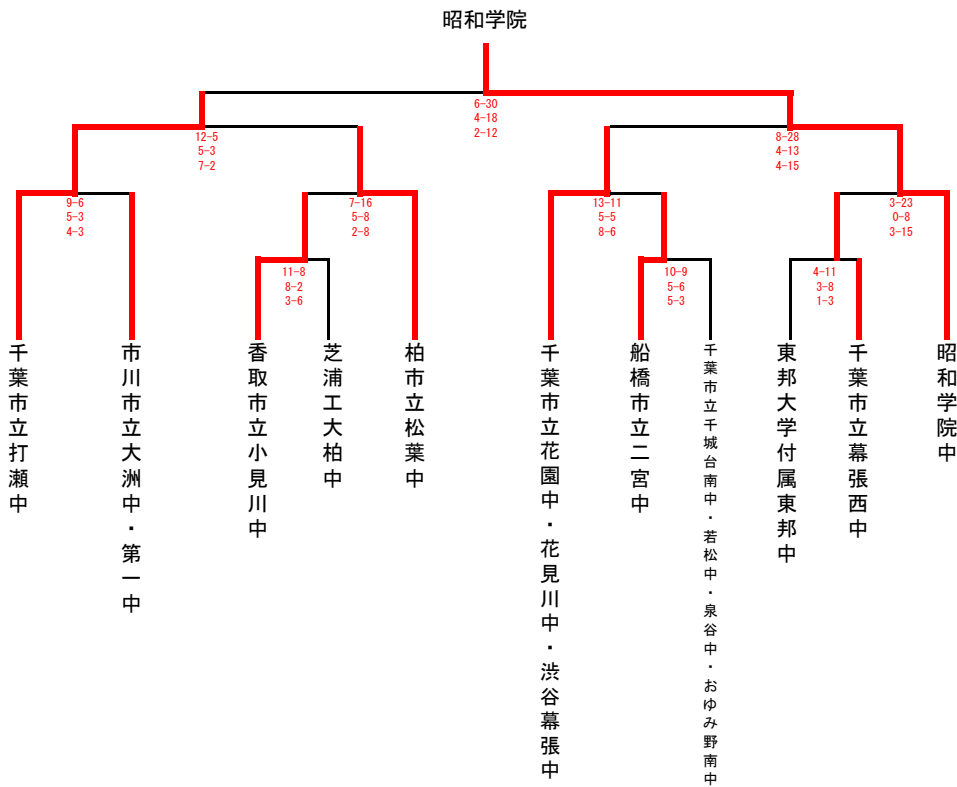 昭和学院
6-30
4-18
2-12
12-5
5-3
7-2
8-28
4-13
4-15
9-6
5-3
4-3
7-16
5-8
2-8
13-11
5-5
8-6
3-23
0-8
3-15
11-8
8-2
3-6
10-9
5-6
5-3
4-11
3-8
1-3
千葉市立打瀬中
市川市立大洲中・第一中
香取市立小見川中
芝浦工大柏中
柏市立松葉中
千葉市立花園中・花見川中・渋谷幕張中
船橋市立二宮中
千葉市立千城台南中・若松中・泉谷中・おゆみ野南中
東邦大学付属東邦中
千葉市立幕張西中
昭和学院中